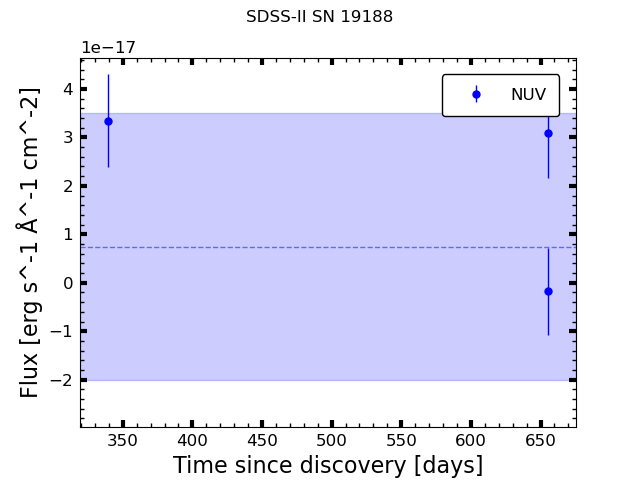 SDSS-II SN 19188
1e−17
NUV
4
3
2
1
0
−1
−2
Flux [erg s^-1 Å^-1 cm^-2]
350 400 450 500 550 600 650
Time since discovery [days]